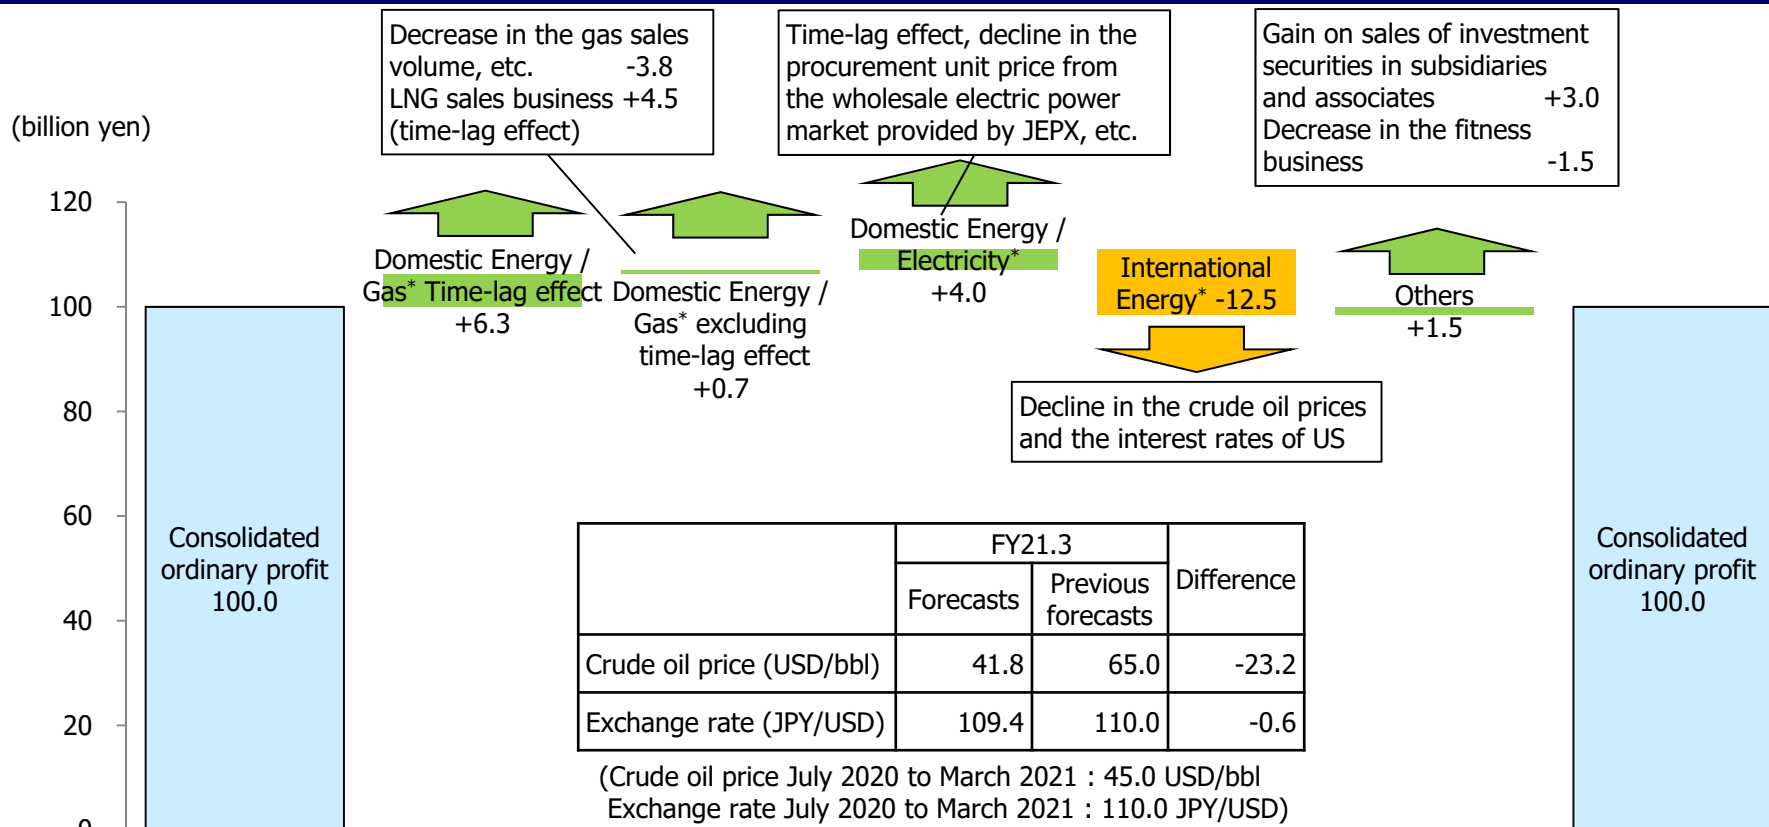 Decrease in the gas sales
volume, etc. -3.8
LNG sales business +4.5
(time-lag effect)
Time-lag effect, decline in the
procurement unit price from
the wholesale electric power
market provided by JEPX, etc.
Gain on sales of investment
securities in subsidiaries
and associates +3.0
Decrease in the fitness
business -1.5
(billion yen)
120
100
80
60
40
20
0
Domestic Energy /
Gas* Time-lag effect
+6.3
Domestic Energy /
Gas* excluding
time-lag effect
+0.7
Domestic Energy /
Electricity*
+4.0
International
Energy* -12.5
Others
+1.5
Decline in the crude oil prices
and the interest rates of US
Consolidated
ordinary profit
100.0
Consolidated
ordinary profit
100.0
FY21.3
Forecasts
Previous
forecasts
Difference
Crude oil price (USD/bbl) 41.8 65.0 -23.2
Exchange rate (JPY/USD) 109.4 110.0 -0.6
(Crude oil price July 2020 to March 2021 : 45.0 USD/bbl
Exchange rate July 2020 to March 2021 : 110.0 JPY/USD)